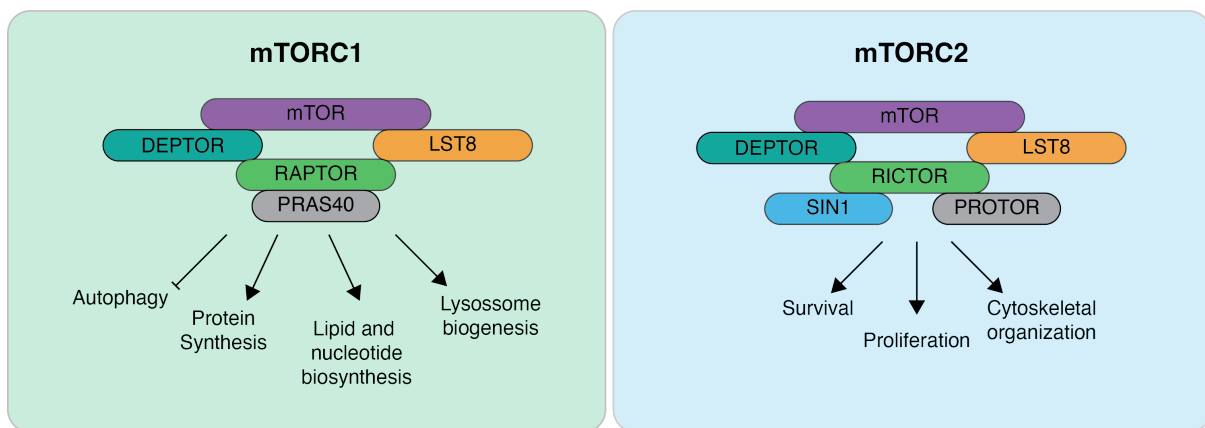 mTORC1
mTOR
DEPTOR
LST8
RAPTOR
PRAS40
Autophagy
Protein
Synthesis
Lipid and
nucleotide
biosynthesis
Lysossome
biogenesis
mTORC2
mTOR
DEPTOR
LST8
RICTOR
SIN1
PROTOR
Survival
Proliferation
Cytoskeletal
organization